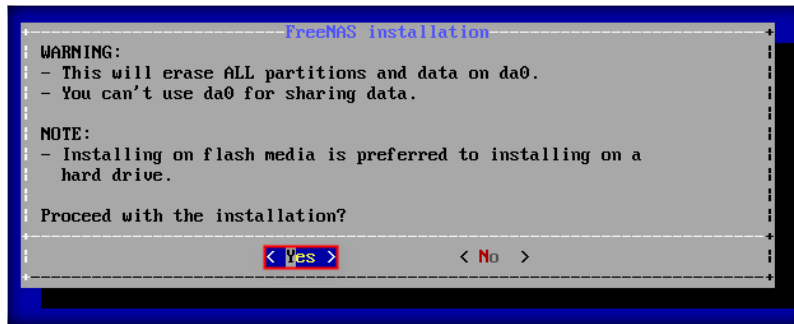 FreeNAS installation
WARNING:
- This will erase ALL partitions and data on da0.
- You can't use da0 for sharing data.
NOTE:
- Installing on flash media is preferred to installing on a
hard drive.
Proceed with the installation?
< Yes > < No >